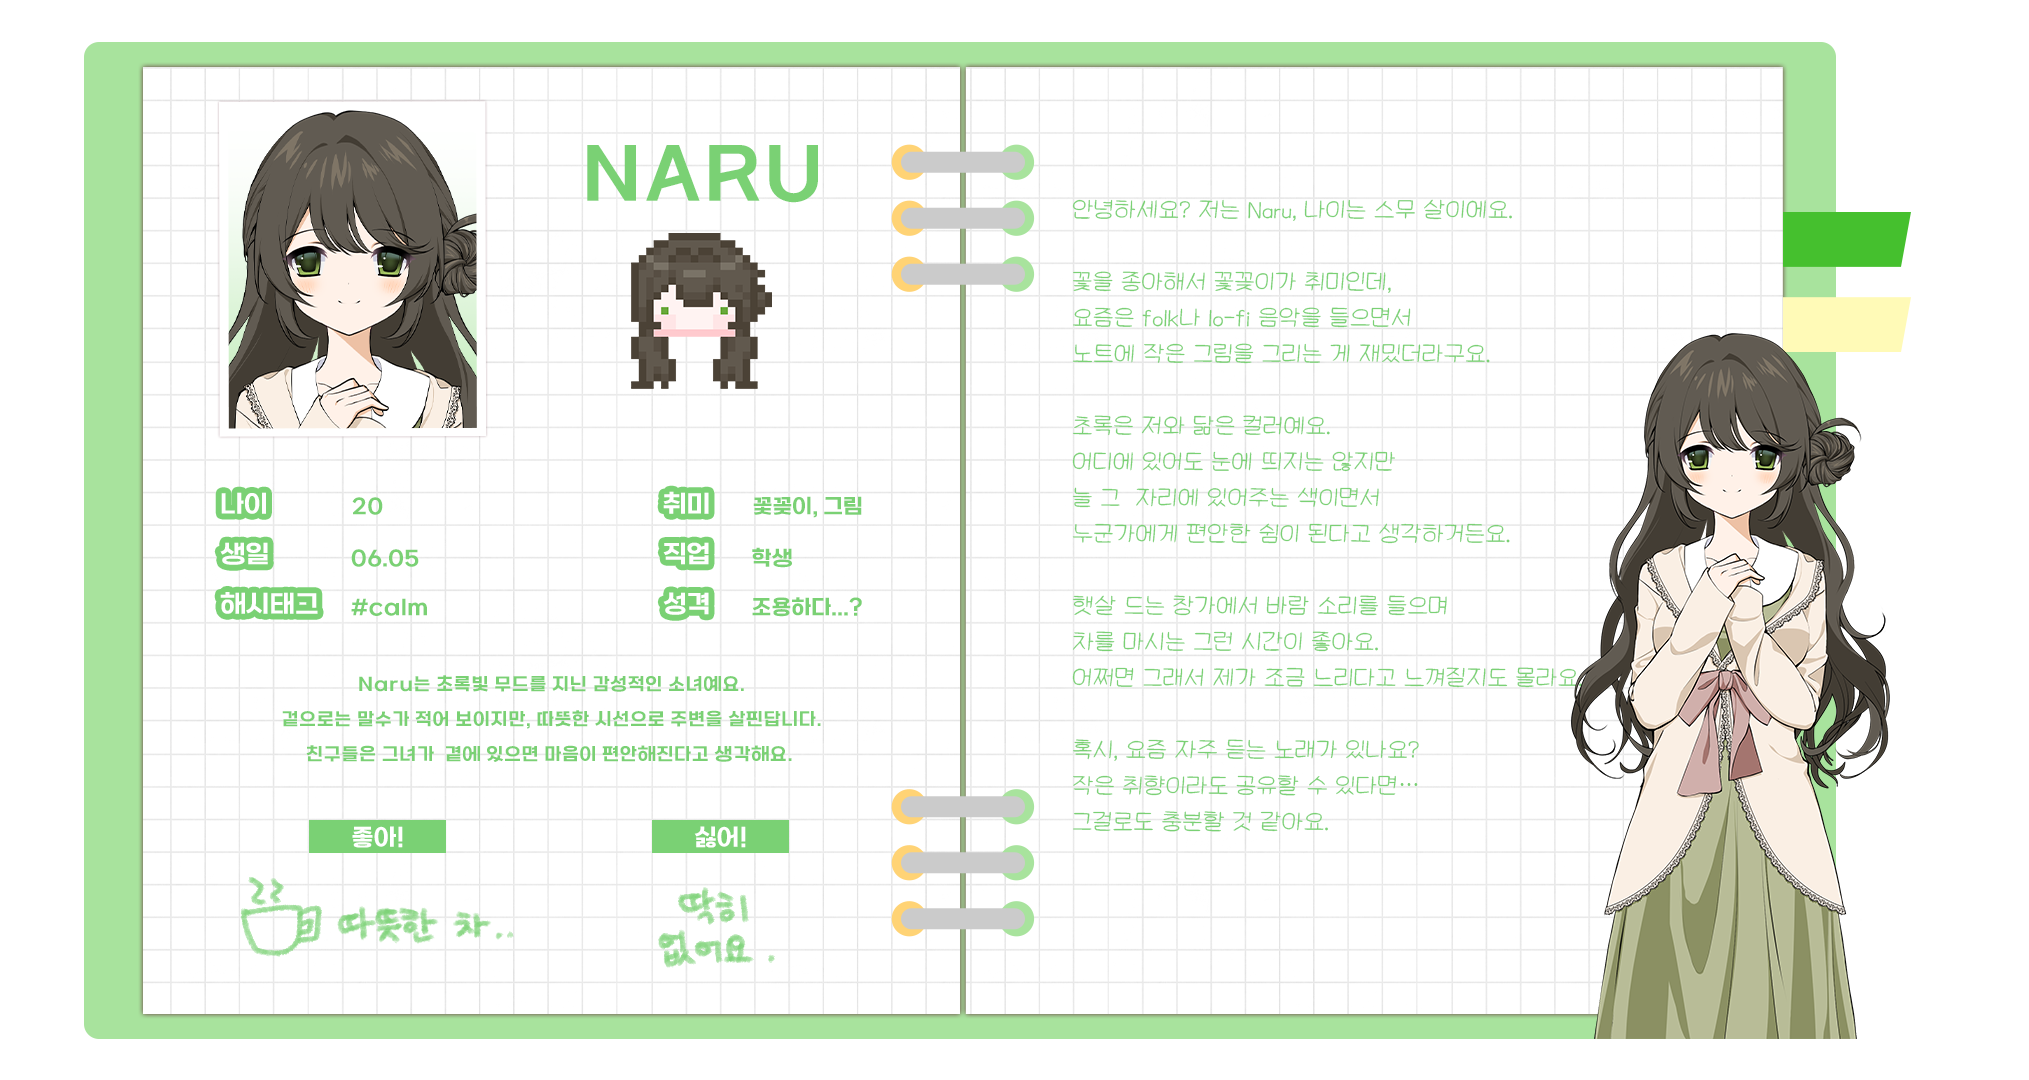 NARU
나이 20
생일 06.05
해시태그 #calm
취미 꽃꽂이, 그림
직업 학생
성격 조용하다...?
Naru는 초록빛 무드를 지닌 감성적인 소녀예요.
겉으로는 말수가 적어 보이지만, 따뜻한 시선으로 주변을 살핀답니다.
친구들은 그녀가 곁에 있으면 마음이 편안해진다고 생각해요.
좋아!
따뜻한 차..
싫어!
딱히
없어요.
안녕하세요? 저는 Naru, 나이는 스무 살이에요.
꽃을 좋아해서 꽃꽂이가 취미인데,
요즘은 folk나 lo-fi 음악을 들으면서
노트에 작은 그림을 그리는 게 재밌더라구요.
초록은 저와 닮은 컬러예요.
어디에 있어도 눈에 띄지는 않지만
늘 그 자리에 있어주는 색이면서
누군가에게 편안한 쉼이 된다고 생각하거든요.
햇살 드는 창가에서 바람 소리를 들으며
차를 마시는 그런 시간이 좋아요.
어쩌면 그래서 제가 조금 느리다고 느껴질지도 몰라요
혹시, 요즘 자주 듣는 노래가 있나요?
작은 취향이라도 공유할 수 있다면…
그걸로도 충분할 것 같아요.